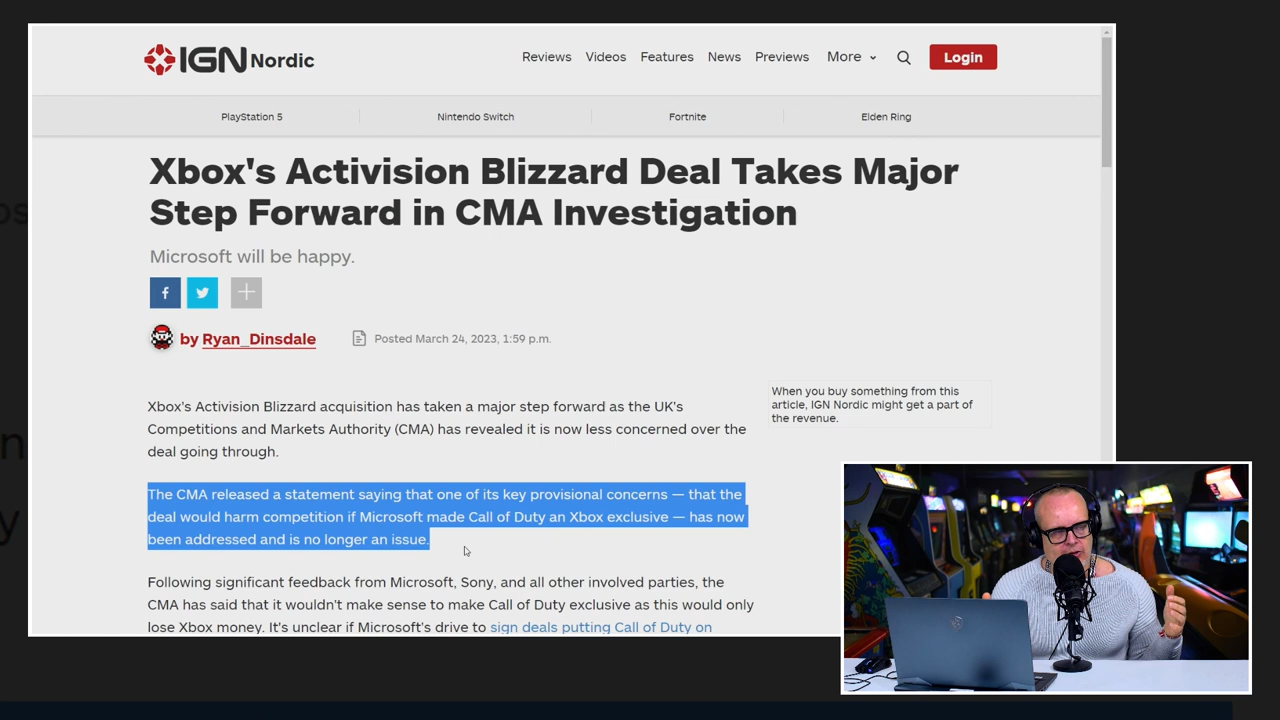 IGN Nordic
Reviews Videos Features News Previews More Login
PlayStation 5 Nintendo Switch Fortnite Elden Ring
Xbox's Activision Blizzard Deal Takes Major
Step Forward in CMA Investigation
Microsoft will be happy.
by Ryan_Dinsdale Posted March 24, 2023, 1:59 p.m.
Xbox's Activision Blizzard acquisition has taken a major step forward as the UK's
Competitions and Markets Authority (CMA) has revealed it is now less concerned over the
deal going through.
When you buy something from this
article, IGN Nordic might get a part of
the revenue.
The CMA released a statement saying that one of its key provisional concerns — that the
deal would harm competition if Microsoft made Call of Duty an Xbox exclusive — has now
been addressed and is no longer an issue.
Following significant feedback from Microsoft, Sony, and all other involved parties, the
CMA has said that it wouldn't make sense to make Call of Duty exclusive as this would only
lose Xbox money. It's unclear if Microsoft's drive to sign deals putting Call of Duty on